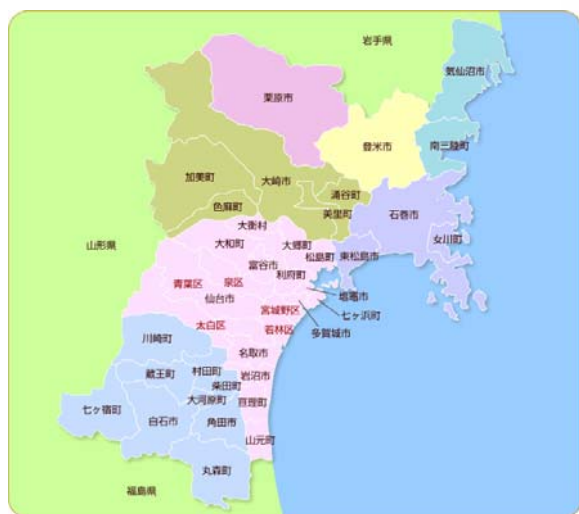 岩手県
気仙沼市
栗原市
登米市
南三陸町
加美町
大崎市
涌谷町
色麻町
美里町
石巻市
大衡村
女川町
山形県
大和町
大郷町
松島町
東松島市
富谷市
利府町
青葉区
泉区
仙台市
塩竈市
宮城野区
七ヶ浜町
太白区
若林区
多賀城市
川崎町
名取市
蔵王町
村田町
岩沼市
柴田町
七ヶ宿町
大河原町
亘理町
白石市
角田市
山元町
丸森町
福島県